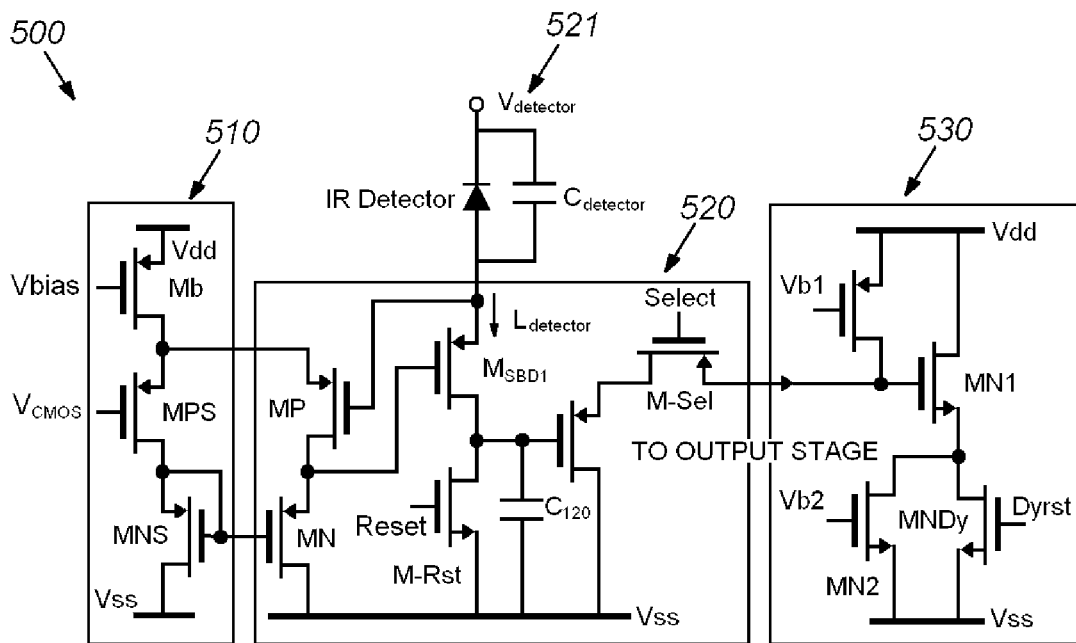 500
521
V_detector
510
530
IR Detector
C_detector
520
Vdd
Vdd
Vbias
Mb
Select
Vb1
L_detector
M_SBD1
V_CMOS
MPS
MP
M-Sel
MN1
TO OUTPUT STAGE
C_120
Vb2
MNDy
Dyrst
MNS
MN
Reset
M-Rst
MN2
Vss
Vss
Vss